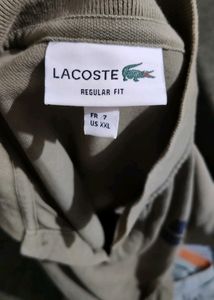 LACOSTE
REGULAR FIT
FR 7
US XXL